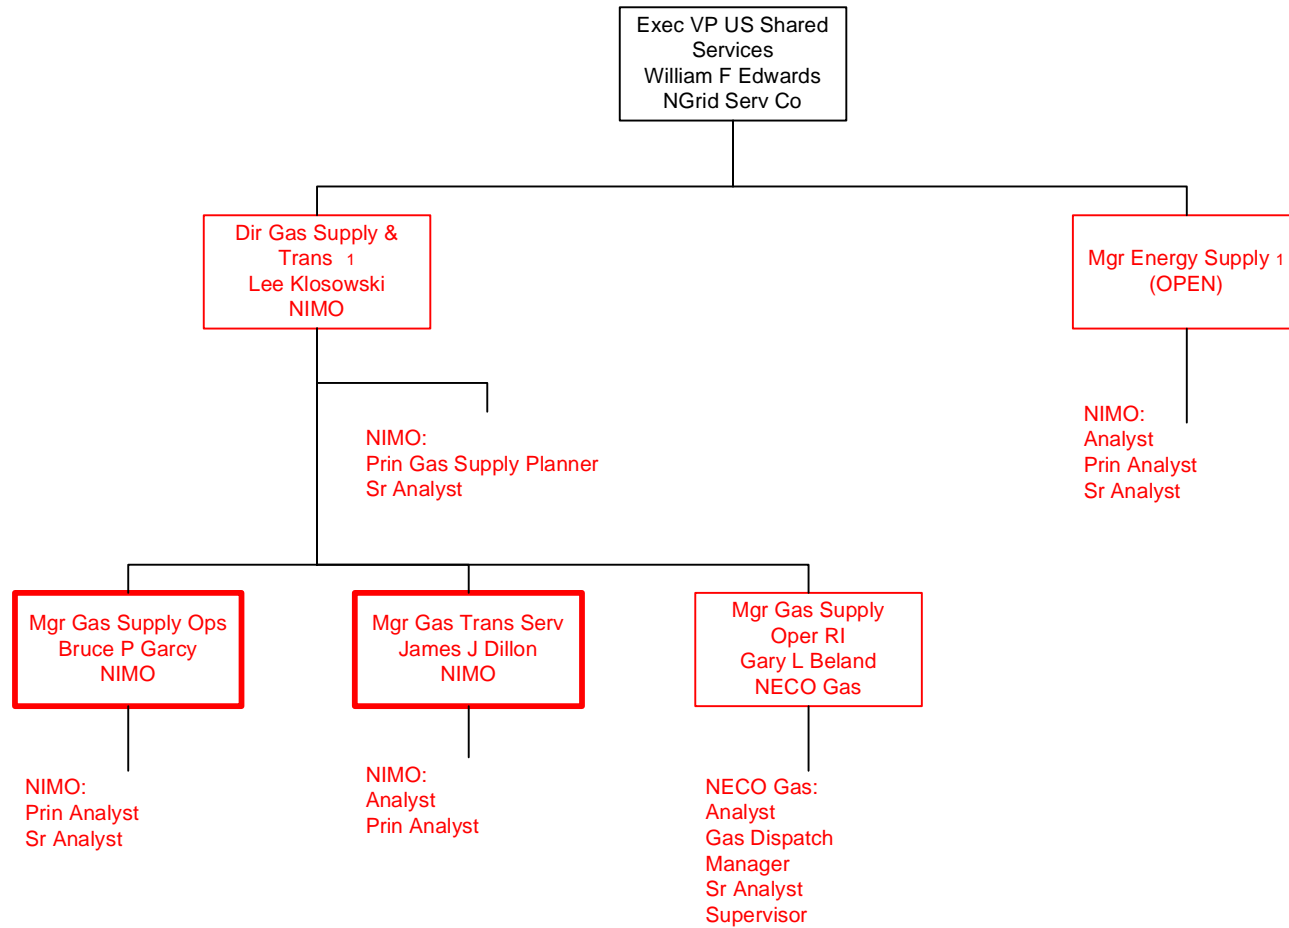 Exec VP US Shared
Services
William F Edwards
NGrid Serv Co
Dir Gas Supply &
Trans 1
Lee Klosowski
NIMO
Mgr Energy Supply 1
(OPEN)
NIMO:
Prin Gas Supply Planner
Sr Analyst
NIMO:
Analyst
Prin Analyst
Sr Analyst
Mgr Gas Supply Ops
Bruce P Garcy
NIMO
Mgr Gas Trans Serv
James J Dillon
NIMO
Mgr Gas Supply
Oper RI
Gary L Beland
NECO Gas
NIMO:
Prin Analyst
Sr Analyst
NIMO:
Analyst
Prin Analyst
NECO Gas:
Analyst
Gas Dispatch
Manager
Sr Analyst
Supervisor